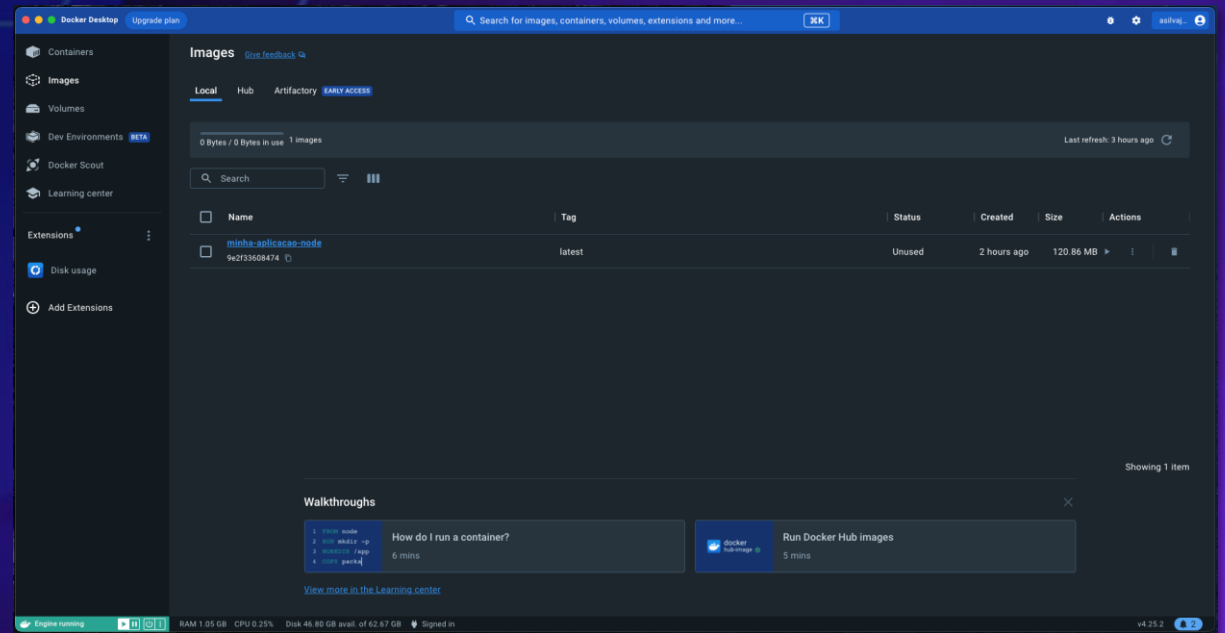 Docker Desktop Upgrade plan
Search for images, containers, volumes, extensions and more... ⌘K
asilvaj...
Containers
Images
Volumes
Dev Environments BETA
Docker Scout
Learning center
Extensions
Disk usage
Add Extensions
Images Give feedback
Local Hub Artifactory EARLY ACCESS
0 Bytes / 0 Bytes in use 1 images
Last refresh: 3 hours ago
Search
Name Tag Status Created Size Actions
minha-aplicacao-node latest Unused 2 hours ago 120.86 MB
9e2f33608474
Showing 1 item
Walkthroughs
1 FROM node
2 RUN mkdir -p
3 WORKDIR /app
4 COPY packa
How do I run a container?
6 mins
docker
hub-image
Run Docker Hub images
5 mins
View more in the Learning center
Engine running
RAM 1.05 GB CPU 0.25% Disk 46.80 GB avail. of 62.67 GB Signed in
v4.25.2
2